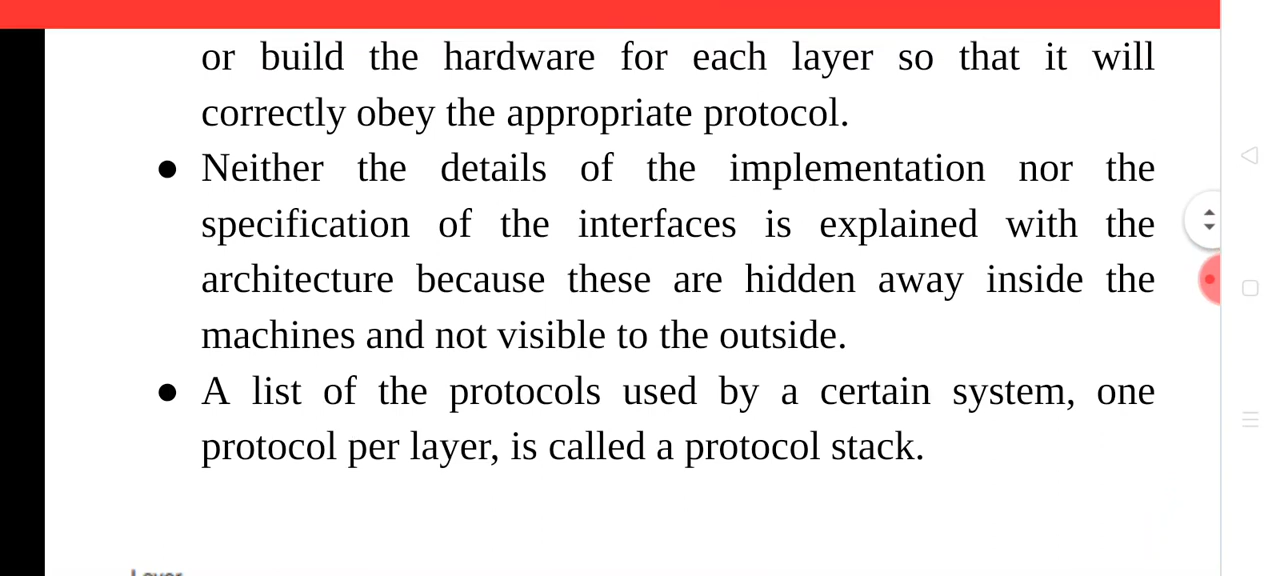 or build the hardware for each layer so that it will
correctly obey the appropriate protocol.
● Neither the details of the implementation nor the
specification of the interfaces is explained with the
architecture because these are hidden away inside the
machines and not visible to the outside.
● A list of the protocols used by a certain system, one
protocol per layer, is called a protocol stack.
Layer